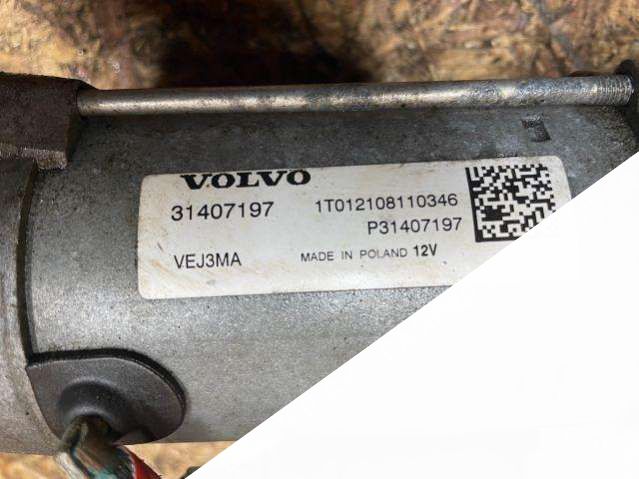 VOLVO
31407197 1T012108110346
P31407197
VEJ3MA MADE IN POLAND 12V